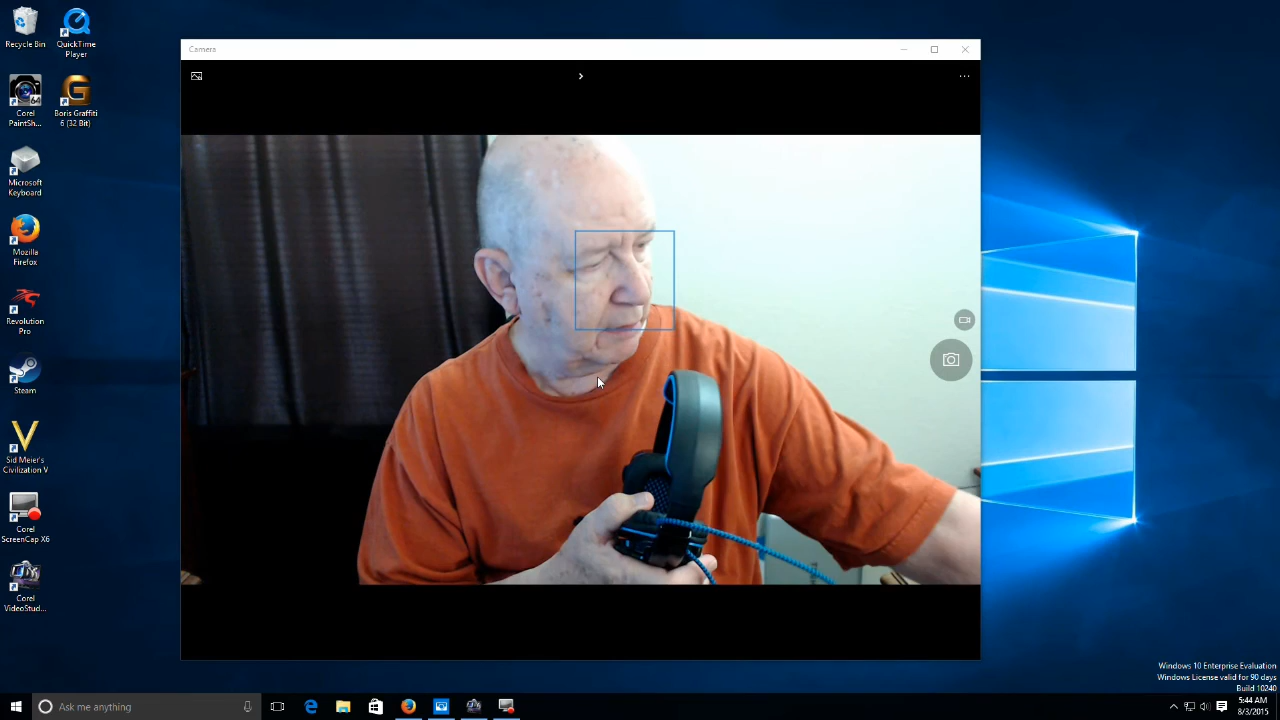 Recycle Bin
QuickTime
Player
Corel
PaintSh...
64
Boris Graffiti
6 (32 Bit)
Microsoft
Keyboard
Mozilla
Firefox
Recolution
Pro
Steam
Sid Meier's
Civilization V
Corel
ScreenCap X6
Corel
VideoStud...
Camera
Windows 10 Enterprise Evaluation
Windows License valid for 90 days
Build 10240
Ask me anything
5:44 AM
8/3/2015